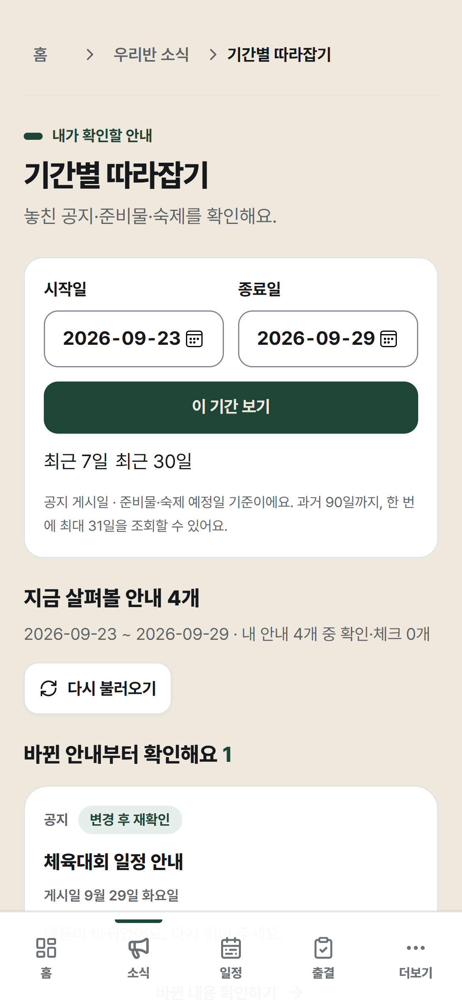 홈 > 우리반 소식 > 기간별 따라잡기
내가 확인할 안내
기간별 따라잡기
놓친 공지·준비물·숙제를 확인해요.
시작일 종료일
2026-09-23 2026-09-29
이 기간 보기
최근 7일 최근 30일
공지 게시일 · 준비물·숙제 예정일 기준이에요. 과거 90일까지, 한 번
에 최대 31일을 조회할 수 있어요.
지금 살펴볼 안내 4개
2026-09-23 ~ 2026-09-29 · 내 안내 4개 중 확인·체크 0개
다시 불러오기
바뀐 안내부터 확인해요 1
공지 변경 후 재확인
체육대회 일정 안내
게시일 9월 29일 화요일
내용이 바뀌었어요. 다시 읽어 주세요.
홈 소식 일정 출결 더보기
바뀐 내용 확인하기 →